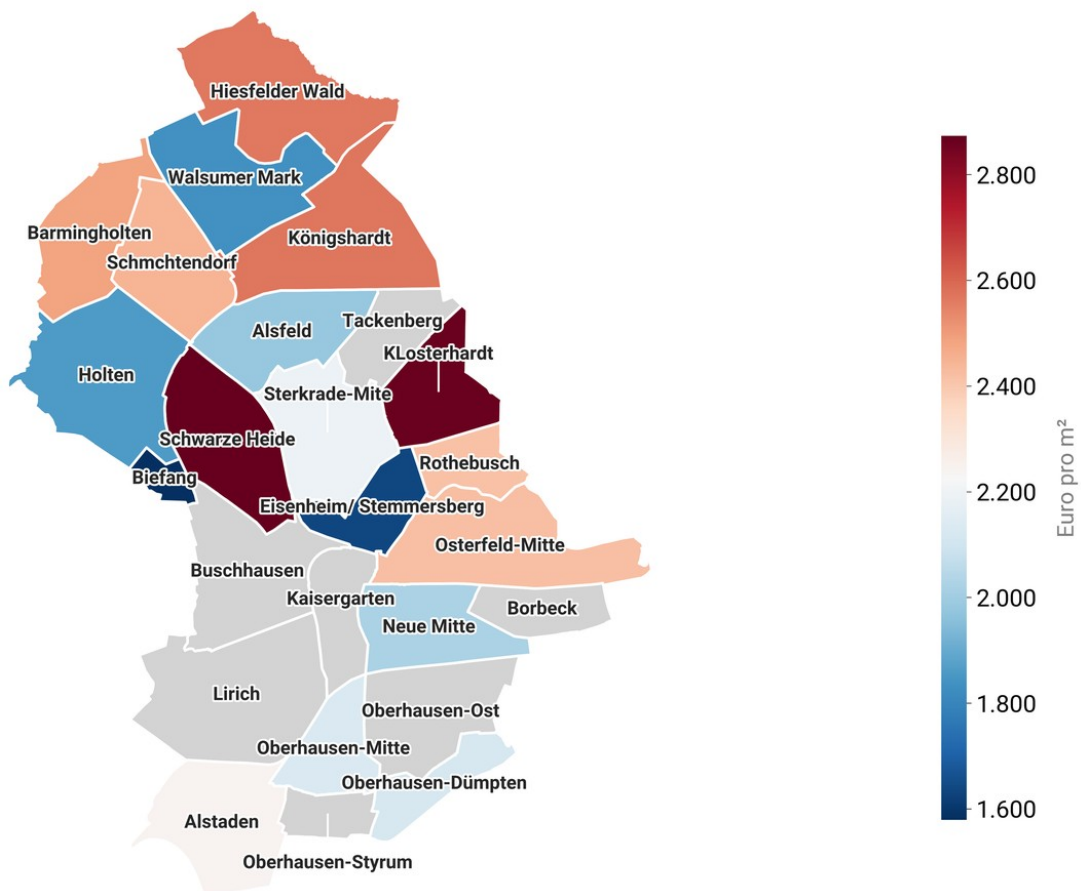 Hiesfelder Wald
Walsumer Mark
Barmingholten
Königshardt
Schmchtendorf
Tackenberg
Alsfeld
KLosterhardt
Holten
Sterkrade-Mite
Schwarze Heide
Rothebusch
Biefang
Eisenheim/ Stemmersberg
Osterfeld-Mitte
Buschhausen
Kaisergarten
Borbeck
Neue Mitte
Lirich
Oberhausen-Ost
Oberhausen-Mitte
Oberhausen-Dümpten
Alstaden
Oberhausen-Styrum
2.800
2.600
2.400
2.200
2.000
1.800
1.600
Euro pro m²